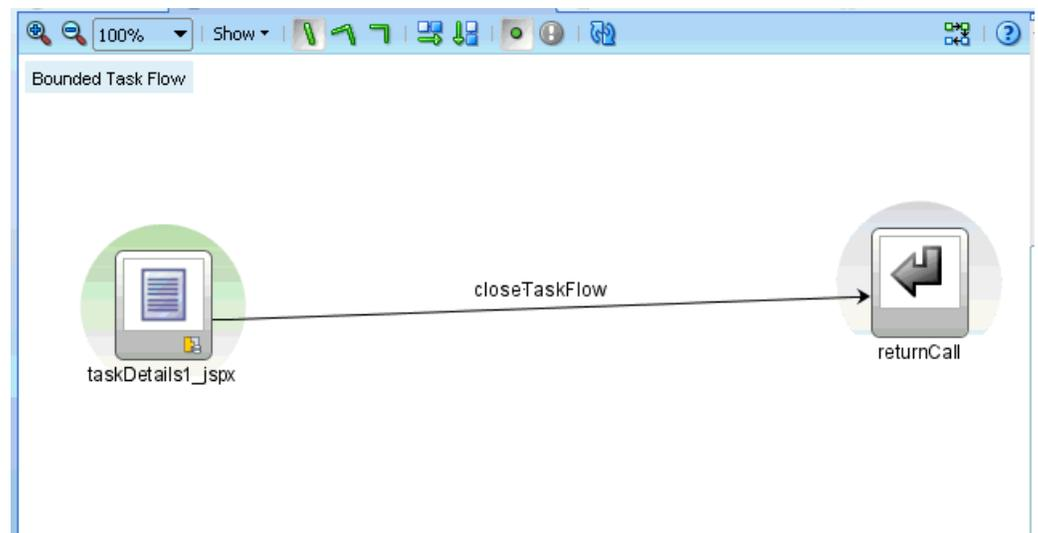 100% Show
Bounded Task Flow
closeTaskFlow
returnCall
taskDetails1_jspx